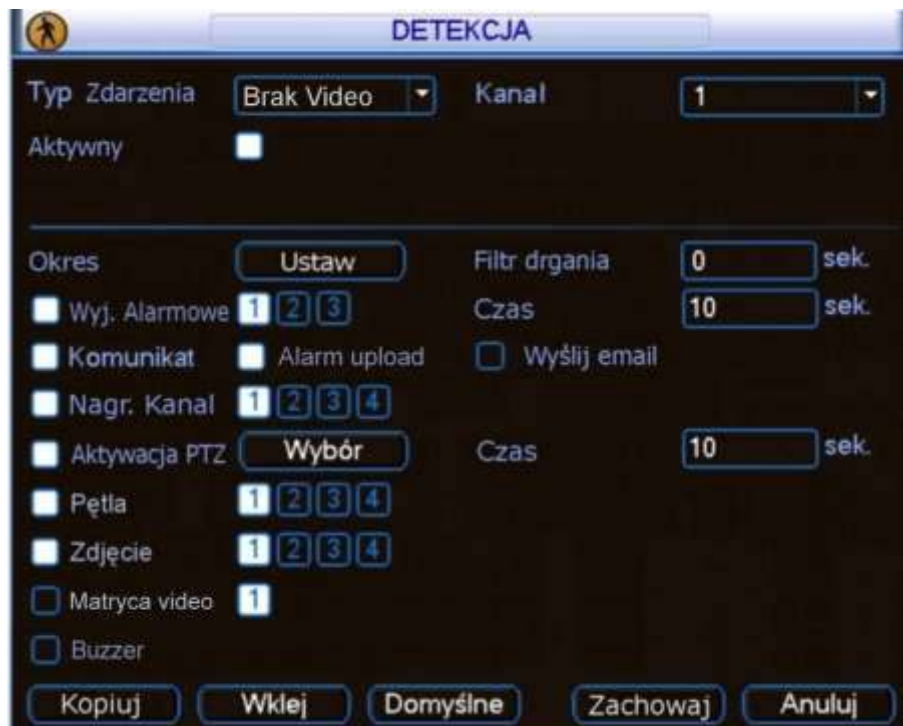 DETEKCJA
Typ Zdarzenia Brak Video Kanał 1
Aktywny
Okres Ustaw Filtr drgania 0 sek.
Wyj. Alarmowe 1 2 3 Czas 10 sek.
Komunikat Alarm upload Wyślij email
Nagr. Kanał 1 2 3 4
Aktywacja PTZ Wybór Czas 10 sek.
Pętla 1 2 3 4
Zdjęcie 1 2 3 4
Matryca video 1
Buzzer
Kopiuj Wklej Domyślne Zachowaj Anuluj